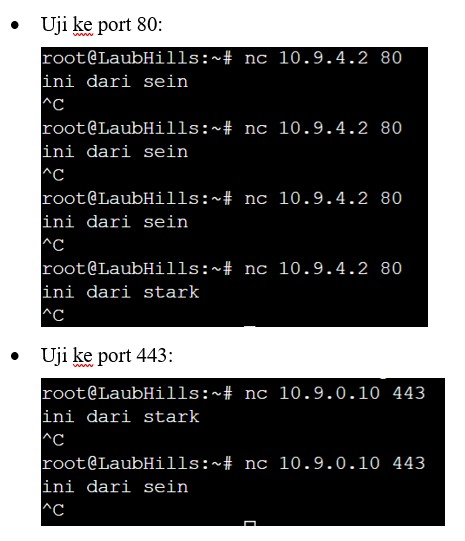 • Uji ke port 80:
root@LaubHills:~# nc 10.9.4.2 80
ini dari sein
^C
root@LaubHills:~# nc 10.9.4.2 80
ini dari sein
^C
root@LaubHills:~# nc 10.9.4.2 80
ini dari sein
^C
root@LaubHills:~# nc 10.9.4.2 80
ini dari stark
^C
• Uji ke port 443:
root@LaubHills:~# nc 10.9.0.10 443
ini dari stark
^C
root@LaubHills:~# nc 10.9.0.10 443
ini dari sein
^C